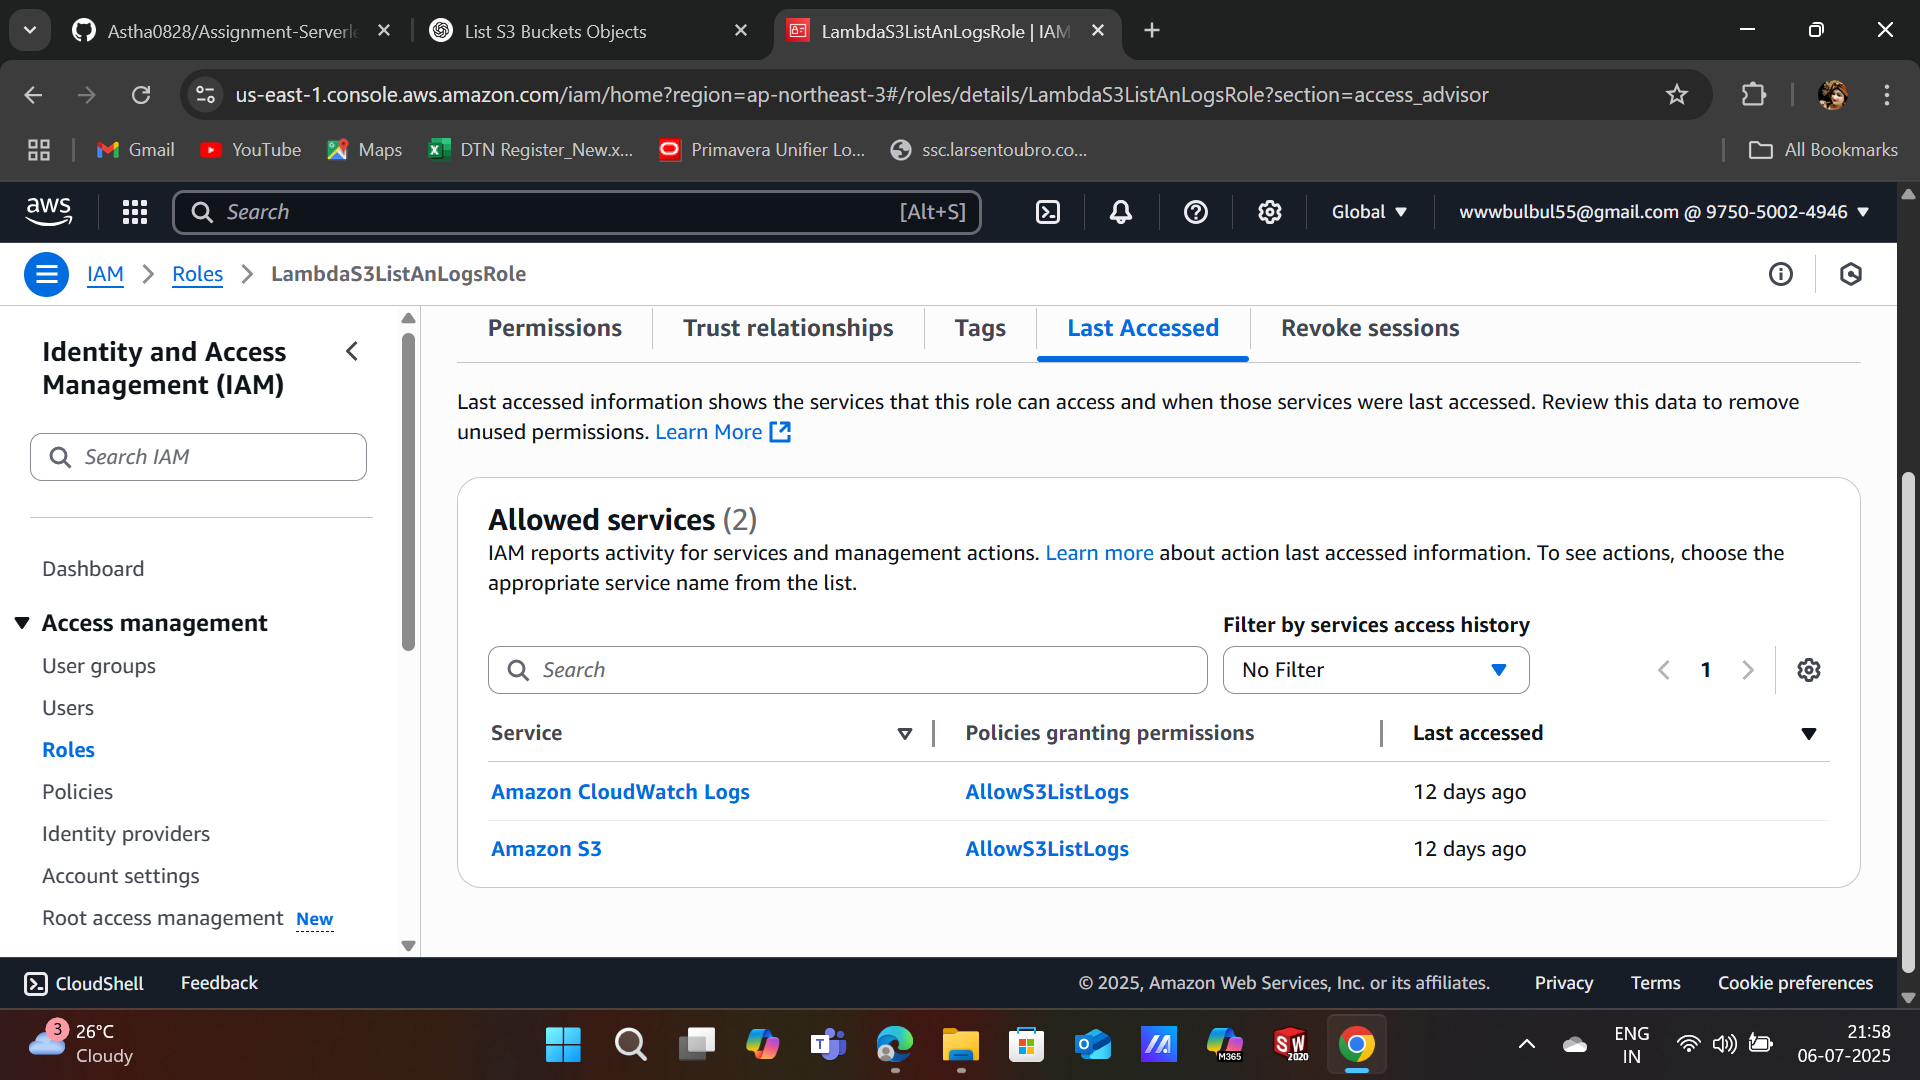 Astha0828/Assignment-Serverle
List S3 Buckets Objects
LambdaS3ListAnLogsRole | IAM
us-east-1.console.aws.amazon.com/iam/home?region=ap-northeast-3#/roles/details/LambdaS3ListAnLogsRole?section=access_advisor
Gmail
YouTube
Maps
DTN Register_New.x...
Primavera Unifier Lo...
ssc.larsentoubro.co...
All Bookmarks
aws
Search
[Alt+S]
Global
wwwbulbul55@gmail.com @ 9750-5002-4946
IAM
Roles
LambdaS3ListAnLogsRole
Identity and Access
Management (IAM)
Search IAM
Dashboard
Access management
User groups
Users
Roles
Policies
Identity providers
Account settings
Root access management New
Permissions
Trust relationships
Tags
Last Accessed
Revoke sessions
Last accessed information shows the services that this role can access and when those services were last accessed. Review this data to remove
unused permissions. Learn More
Allowed services (2)
IAM reports activity for services and management actions. Learn more about action last accessed information. To see actions, choose the
appropriate service name from the list.
Filter by services access history
Search
No Filter
1
Service
Policies granting permissions
Last accessed
Amazon CloudWatch Logs
AllowS3ListLogs
12 days ago
Amazon S3
AllowS3ListLogs
12 days ago
CloudShell
Feedback
© 2025, Amazon Web Services, Inc. or its affiliates.
Privacy
Terms
Cookie preferences
3
26°C
Cloudy
M365
SW
2020
ENG
IN
21:58
06-07-2025